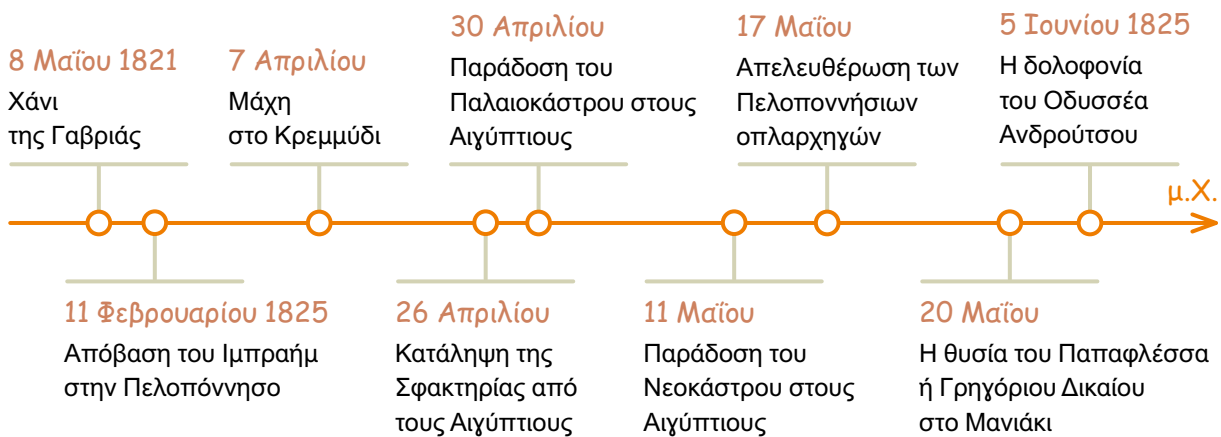 8 Μαΐου 1821
Χάνι
της Γαβριάς
7 Απριλίου
Μάχη
στο Κρεμμύδι
30 Απριλίου
Παράδοση του
Παλαιοκάστρου στους
Αιγύπτιους
17 Μαΐου
Απελευθέρωση των
Πελοποννήσιων
οπλαρχηγών
5 Ιουνίου 1825
Η δολοφονία
του Οδυσσέα
Ανδρούτσου
μ.Χ.
11 Φεβρουαρίου 1825
Απόβαση του Ιμπραήμ
στην Πελοπόννησο
26 Απριλίου
Κατάληψη της
Σφακτηρίας από
τους Αιγύπτιους
11 Μαΐου
Παράδοση του
Νεοκάστρου στους
Αιγύπτιους
20 Μαΐου
Η θυσία του Παπαφλέσσα
ή Γρηγόριου Δικαίου
στο Μανιάκι